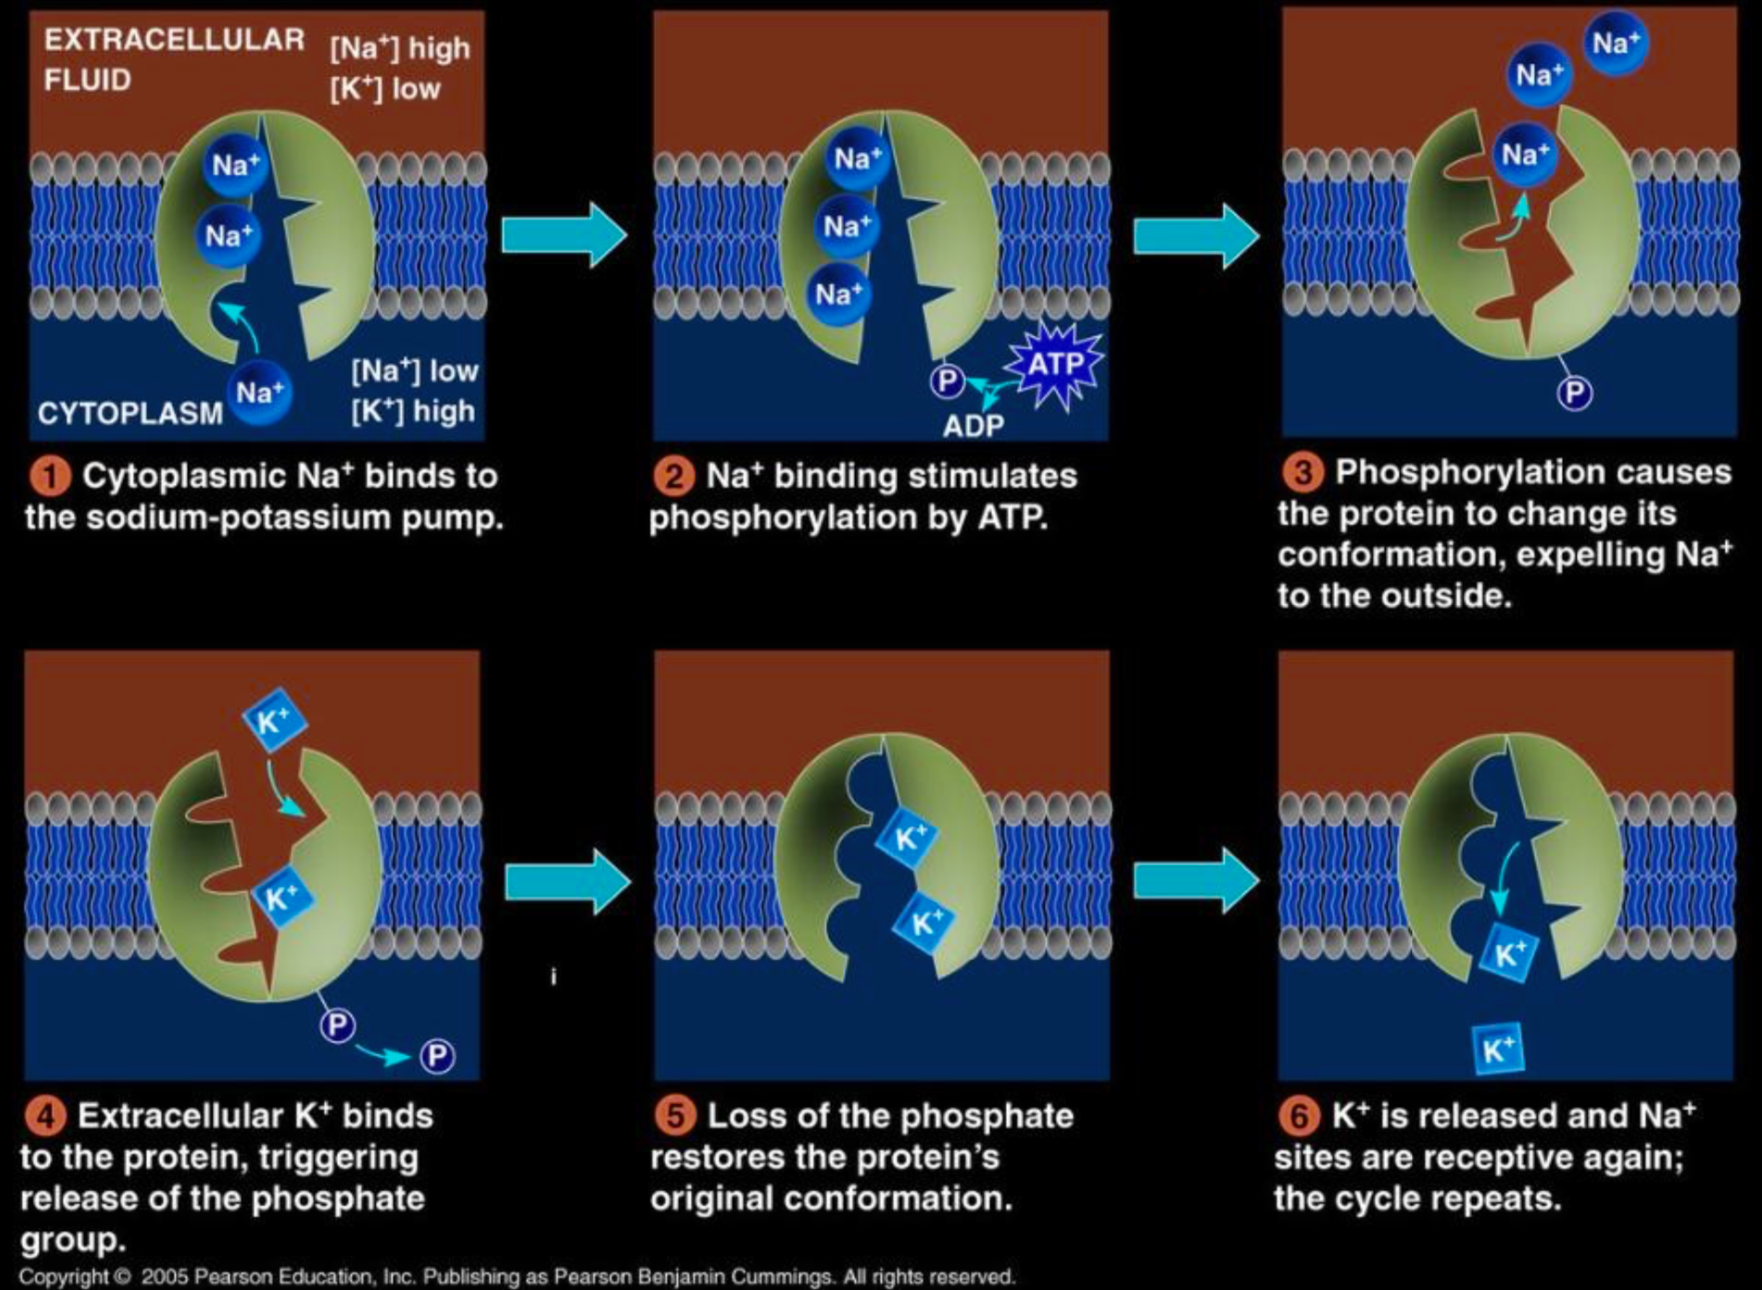 EXTRACELLULAR
FLUID
[Na⁺] high
[K⁺] low
Na⁺
Na⁺
Na⁺
[Na⁺] low
[K⁺] high
CYTOPLASM
1 Cytoplasmic Na⁺ binds to
the sodium-potassium pump.
Na⁺
Na⁺
Na⁺
P
ATP
ADP
2 Na⁺ binding stimulates
phosphorylation by ATP.
Na⁺
Na⁺
Na⁺
P
3 Phosphorylation causes
the protein to change its
conformation, expelling Na⁺
to the outside.
K⁺
K⁺
P
P
4 Extracellular K⁺ binds
to the protein, triggering
release of the phosphate
group.
i
K⁺
K⁺
5 Loss of the phosphate
restores the protein's
original conformation.
K⁺
K⁺
6 K⁺ is released and Na⁺
sites are receptive again;
the cycle repeats.
Copyright © 2005 Pearson Education, Inc. Publishing as Pearson Benjamin Cummings. All rights reserved.